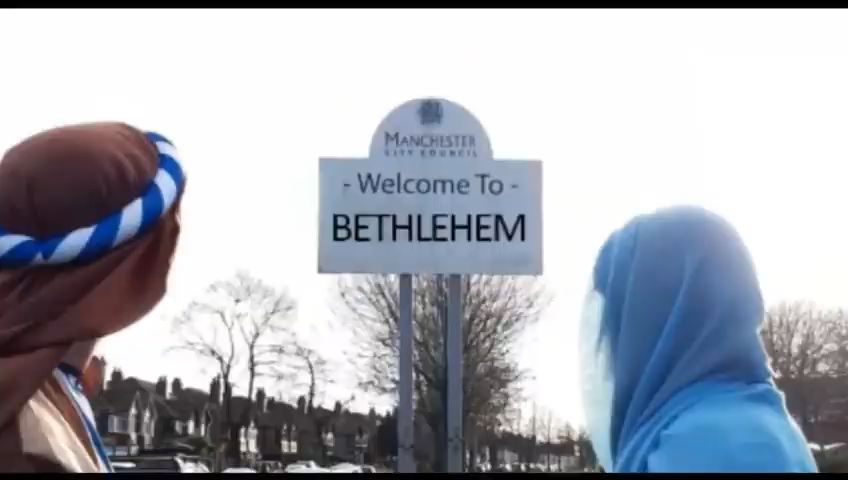 MANCHESTER
CITY COUNCIL
- Welcome To -
BETHLEHEM